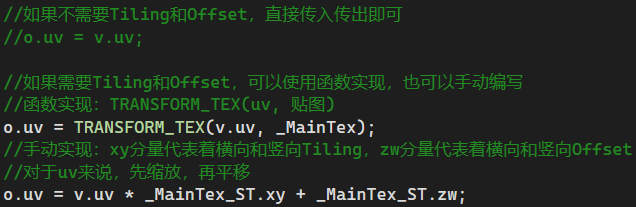 //如果不需要Tiling和Offset，直接传入传出即可
//o.uv = v.uv;
//如果需要Tiling和Offset，可以使用函数实现，也可以手动编写
//函数实现：TRANSFORM_TEX(uv, 贴图)
o.uv = TRANSFORM_TEX(v.uv, _MainTex);
//手动实现：xy分量代表着横向和竖向Tiling，zw分量代表着横向和竖向Offset
//对于uv来说，先缩放，再平移
o.uv = v.uv * _MainTex_ST.xy + _MainTex_ST.zw;